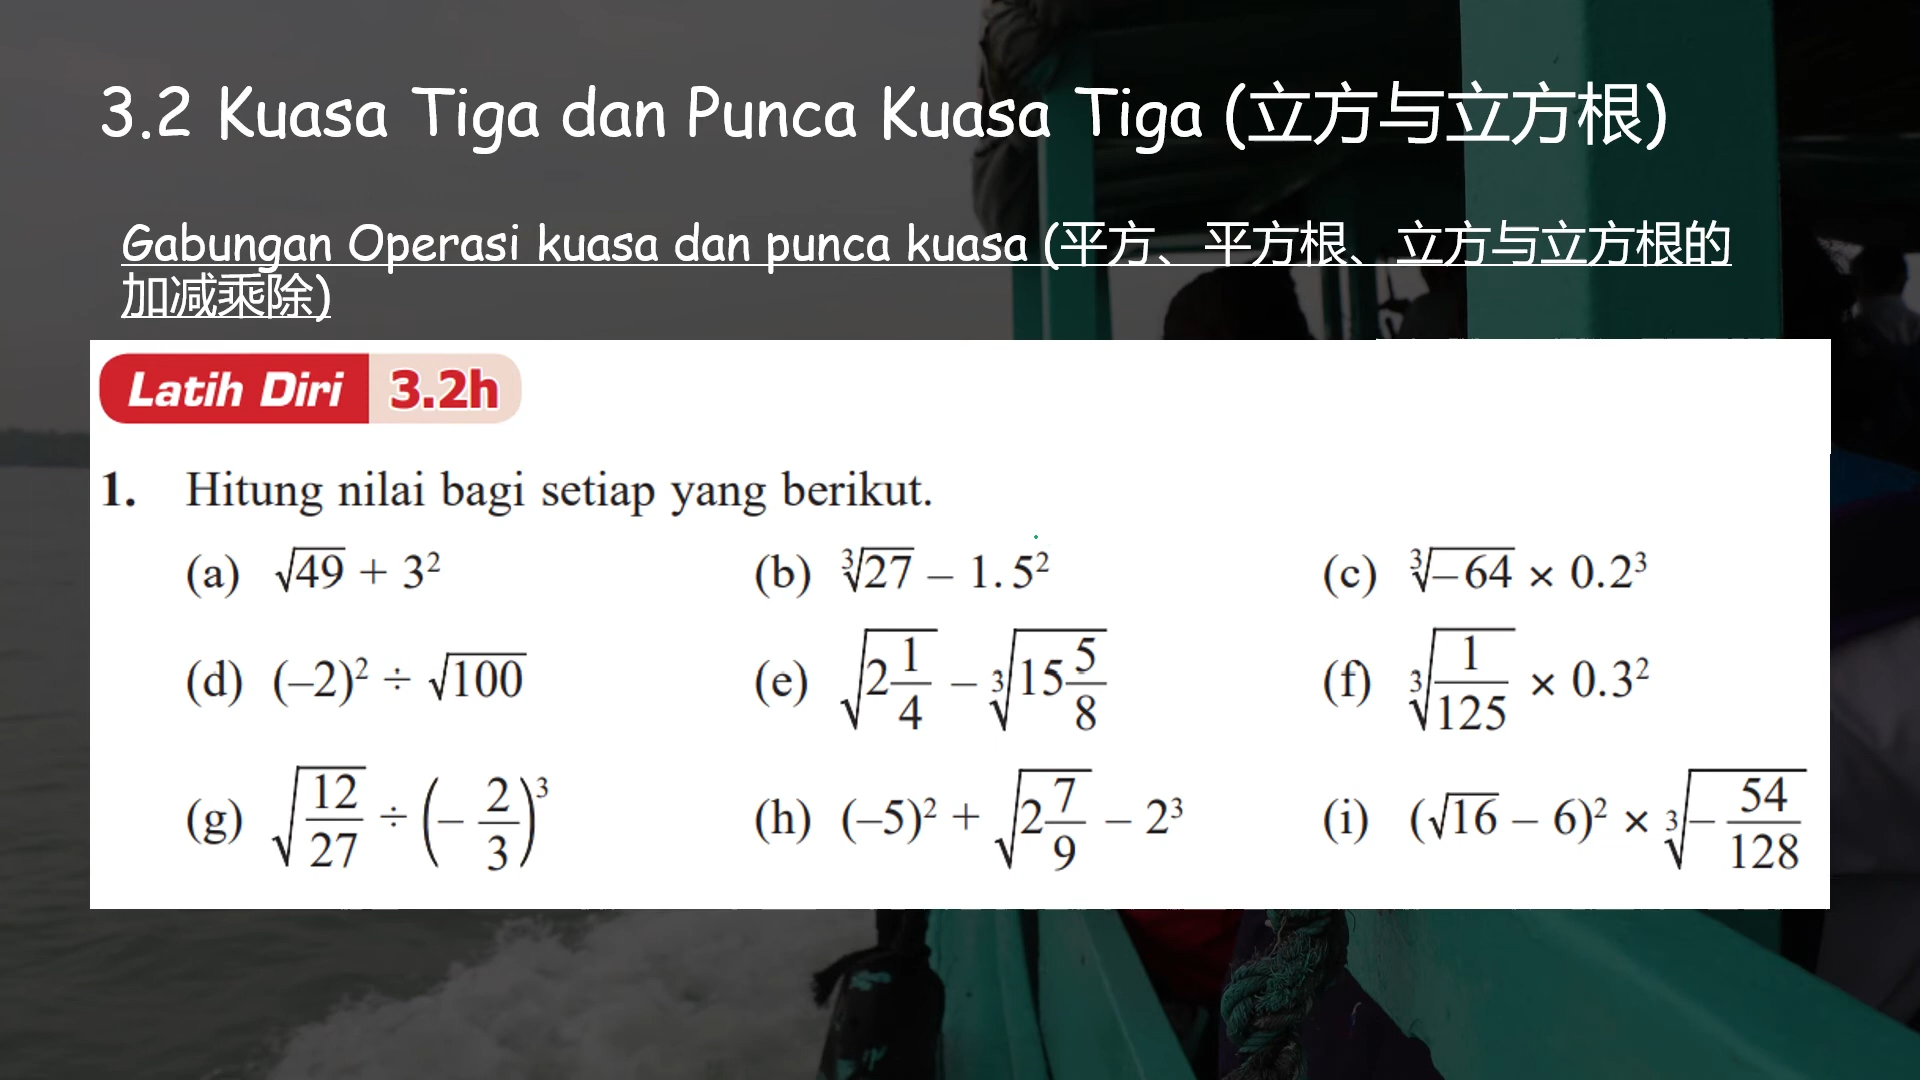 3.2 Kuasa Tiga dan Punca Kuasa Tiga (立方与立方根)
Gabungan Operasi kuasa dan punca kuasa (平方、平方根、立方与立方根的
加减乘除)
Latih Diri 3.2h
1. Hitung nilai bagi setiap yang berikut.
(a) √49 + 3² (b) ∛27 – 1.5² (c) ∛–64 × 0.2³
(d) (–2)² ÷ √100 (e) √(2 1/4) – ∛(15 5/8) (f) ∛(1/125) × 0.3²
(g) √(12/27) ÷ (– 2/3)³ (h) (–5)² + √(2 7/9) – 2³ (i) (√16 – 6)² × ∛(– 54/128)